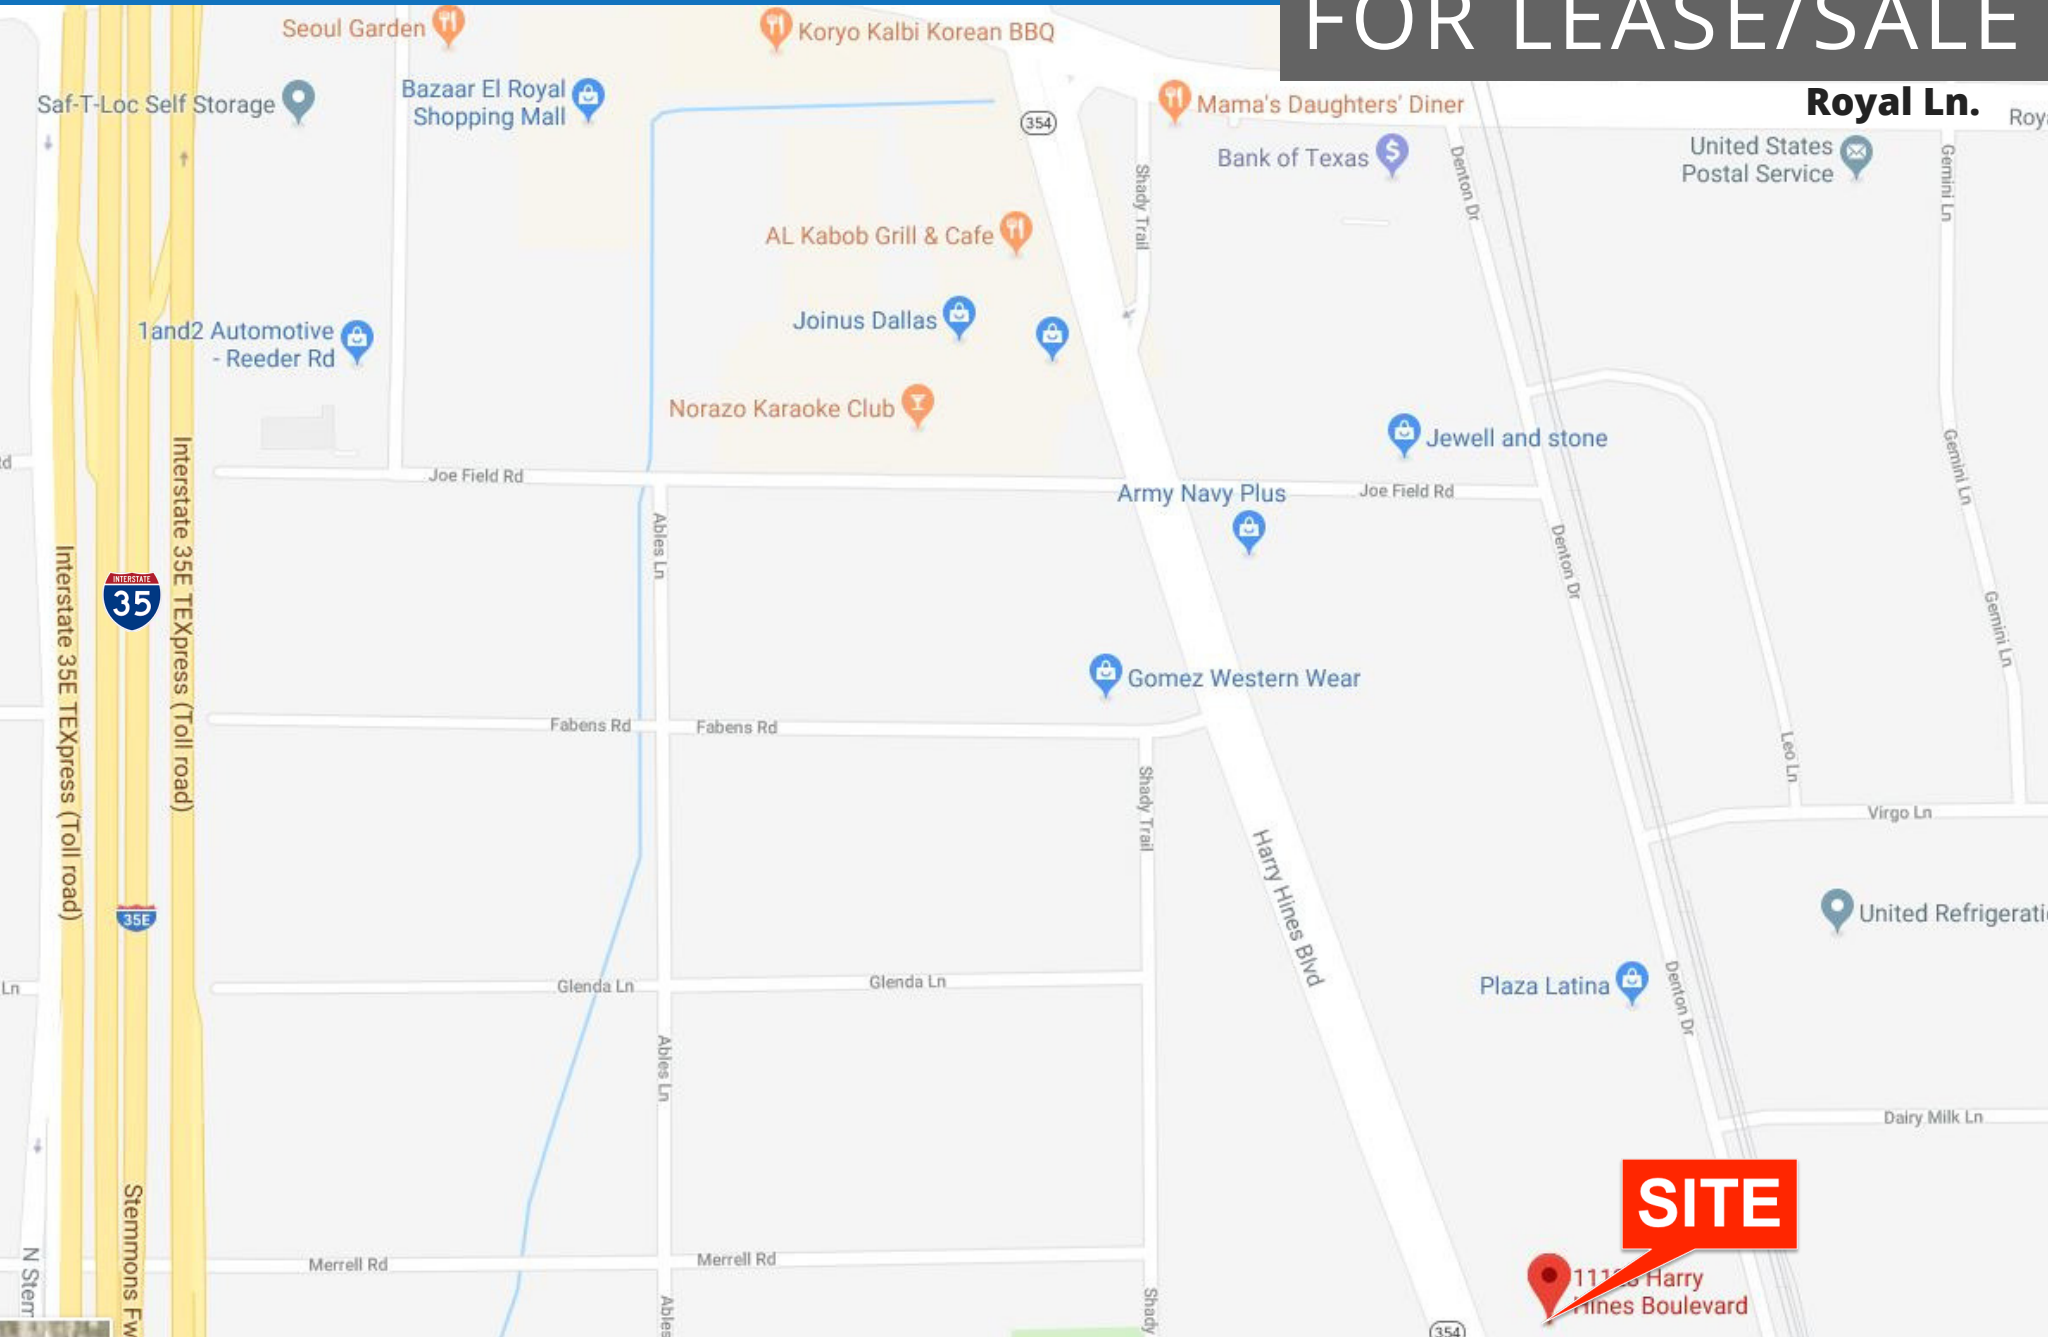 FOR LEASE/SALE
Seoul Garden
Koryo Kalbi Korean BBQ
Saf-T-Loc Self Storage
Bazaar El Royal
Shopping Mall
354
Mama's Daughters' Diner
Royal Ln.
Bank of Texas
Denton Dr
United States
Postal Service
Gemini Ln
Shady Trail
AL Kabob Grill & Cafe
Joinus Dallas
1and2 Automotive
- Reeder Rd
Norazo Karaoke Club
Jewell and stone
Gemini Ln
Joe Field Rd
Army Navy Plus
Joe Field Rd
Interstate 35E TEXpress (Toll road)
Interstate 35E TEXpress (Toll road)
Ables Ln
Denton Dr
INTERSTATE
35
Gemini Ln
Gomez Western Wear
Fabens Rd
Fabens Rd
Leo Ln
Shady Trail
Virgo Ln
Harry Hines Blvd
35E
United Refrigerati
Glenda Ln
Glenda Ln
Ln
Plaza Latina
Denton Dr
Ables Ln
Dairy Milk Ln
SITE
Stemmons Fw
N Stem
Merrell Rd
Merrell Rd
Harry
Hines Boulevard
Ables
Shady
354